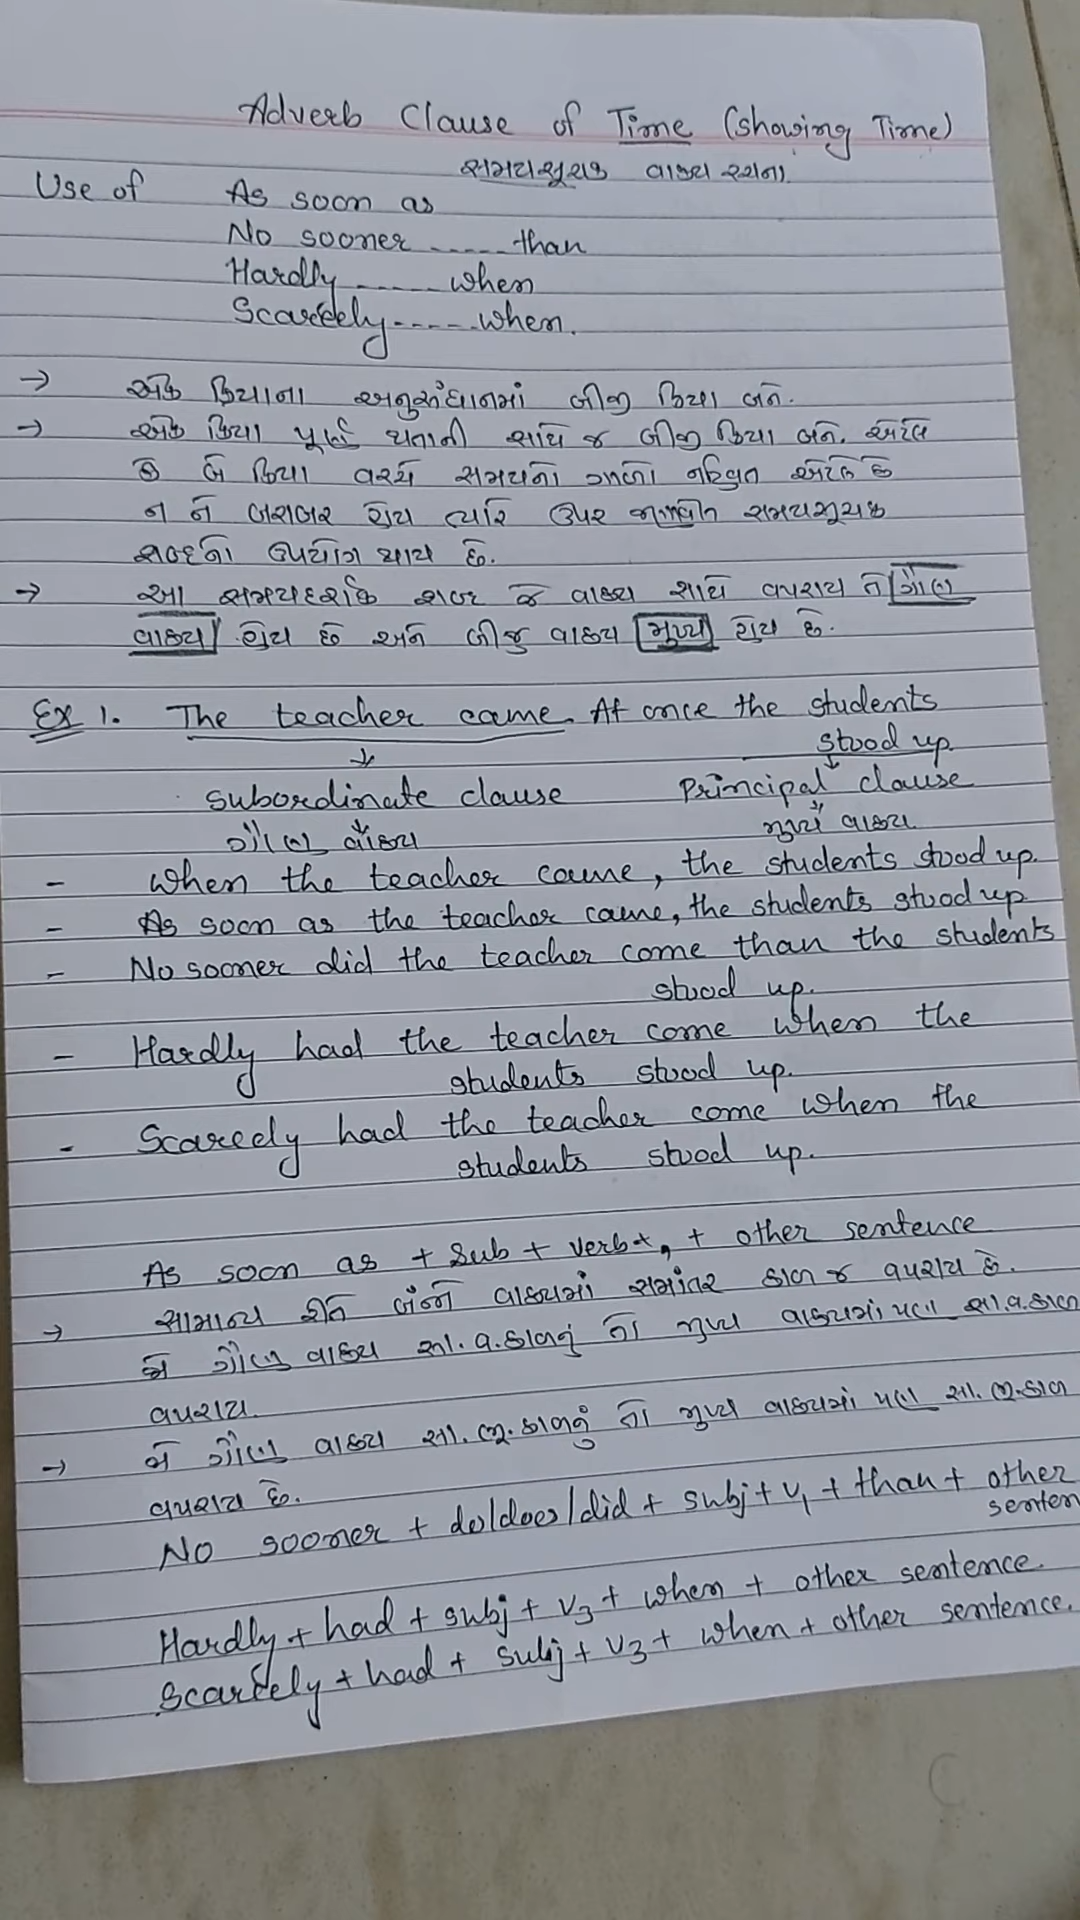 Adverb Clause of Time (showing Time)
સમયસૂચક વાક્ય રચના.
Use of As soon as
No sooner ..... than
Hardly ..... when
Scarcely ..... when.
→ એક ક્રિયાના અનુસંધાનમાં બીજી ક્રિયા બને.
→ એક ક્રિયા પૂર્ણ થતાની સાથે જ બીજી ક્રિયા બને. એટલે
કે બે ક્રિયા વચ્ચે સમયનો ગાળો નહિવત એટલે કે
ન ને બરાબર હોય ત્યારે ઉપર મુજબના સમયસૂચક
શબ્દનો ઉપયોગ થાય છે.
→ આ સમયદર્શક શબ્દ જે વાક્ય સાથે વપરાય તે ગૌણ
વાક્ય હોય છે અને બીજુ વાક્ય મુખ્ય હોય છે.
Ex 1. The teacher came. At once the students
stood up.
subordinate clause Principal clause
ગૌણ વાક્ય મુખ્ય વાક્ય
- When the teacher came, the students stood up.
- As soon as the teacher came, the students stood up
- No sooner did the teacher come than the students
stood up.
- Hardly had the teacher come when the
students stood up.
- Scarcely had the teacher come when the
students stood up.
As soon as + Sub + verb+, + other sentence
→ સામાન્ય રીતે બંન્ને વાક્યમાં સમાંતર કાળ જ વપરાય છે.
જો ગૌણ વાક્ય સા. વ. કાળનું તો મુખ્ય વાક્યમાં પણ સા.વ.કાળ
વપરાય.
→ જે ગૌણ વાક્ય સા. ભૂ. કાળનું તો મુખ્ય વાક્યમાં પણ સા. ભૂ. કાળ
વપરાય છે.
No sooner + do/does/did + subj + v₁ + than + other
senten
Hardly + had + subj + v₃ + when + other sentence.
Scarcely + had + subj + v₃ + when + other sentence.